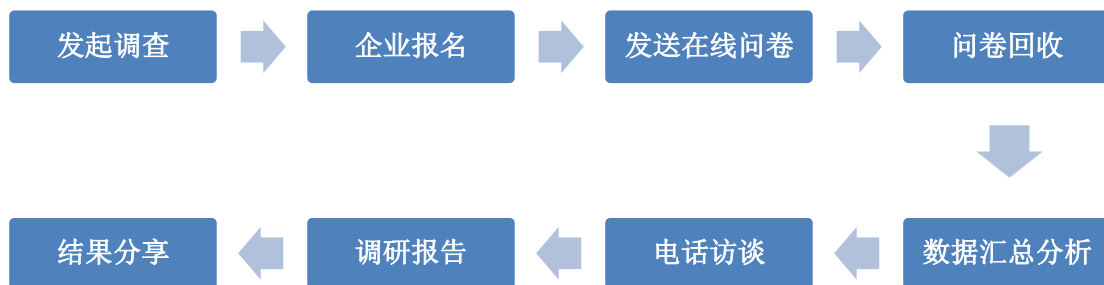 发起调查
企业报名
发送在线问卷
问卷回收
数据汇总分析
电话访谈
调研报告
结果分享